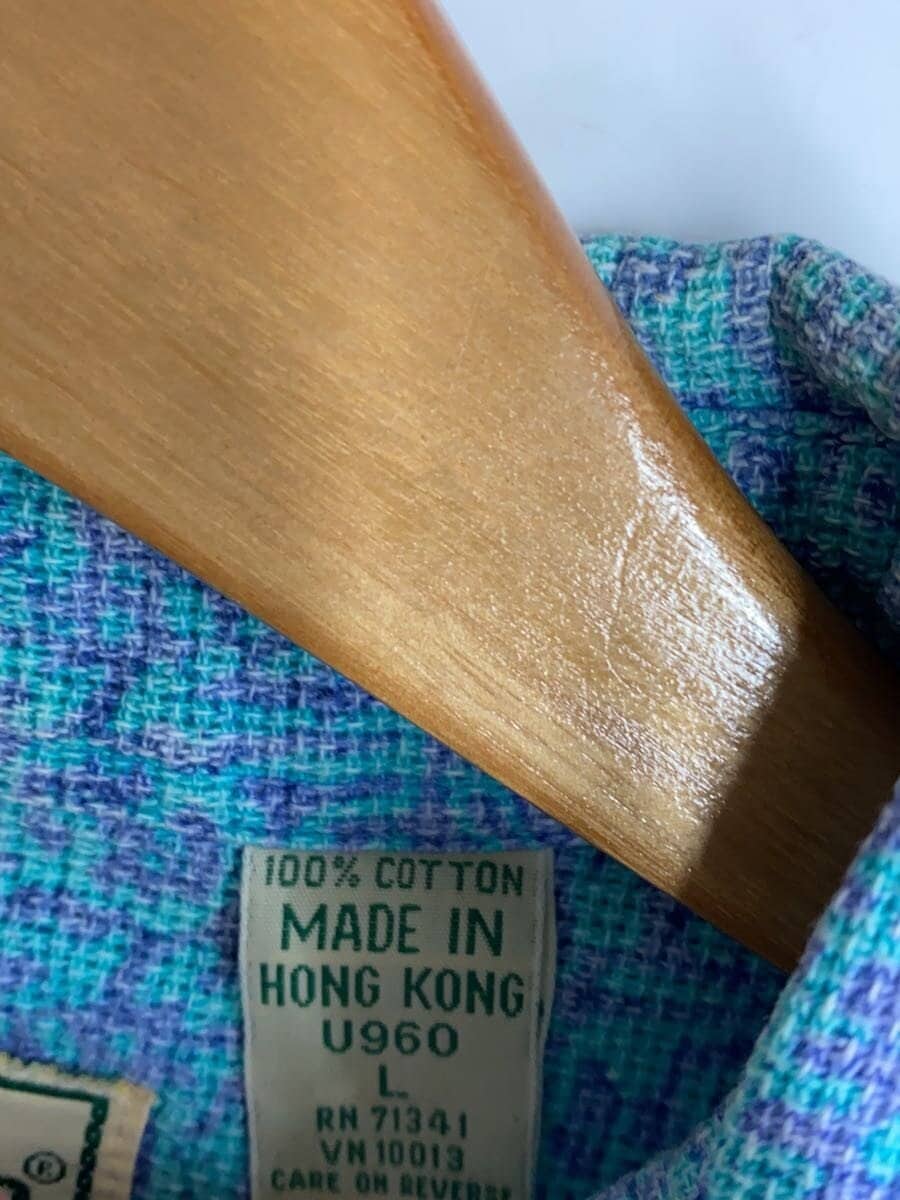 100% COTTON
MADE IN
HONG KONG
U960
L
RN 71341
VN 10013
CARE ON REVERSE
®